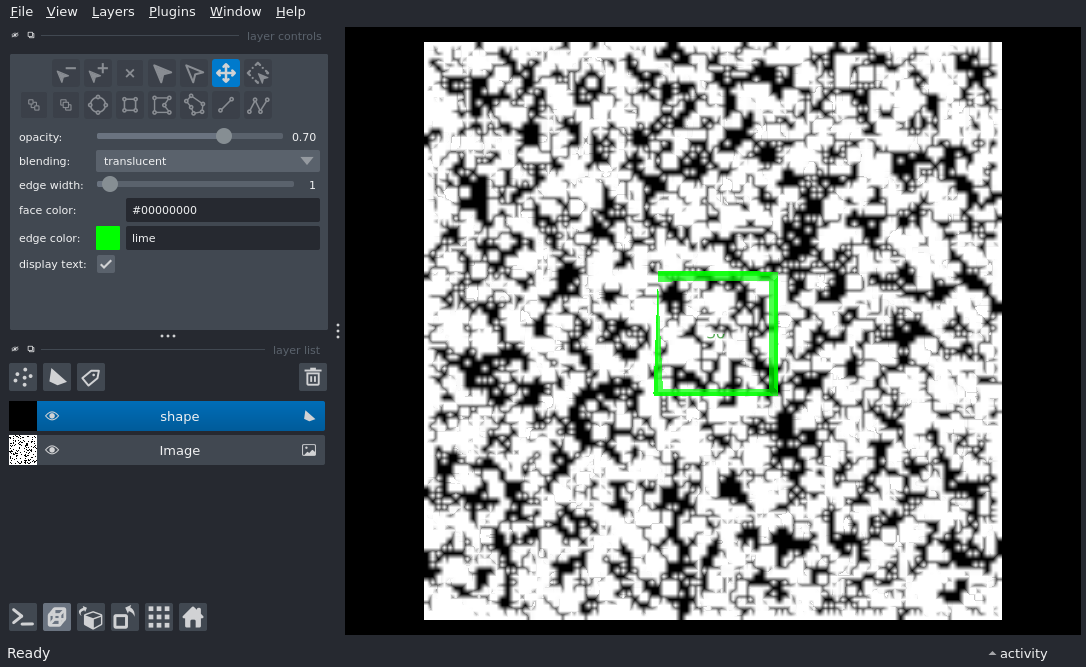 File View Layers Plugins Window Help
layer controls
opacity: 0.70
blending: translucent
edge width: 1
face color: #00000000
edge color: lime
display text:
layer list
shape
Image
Ready
activity